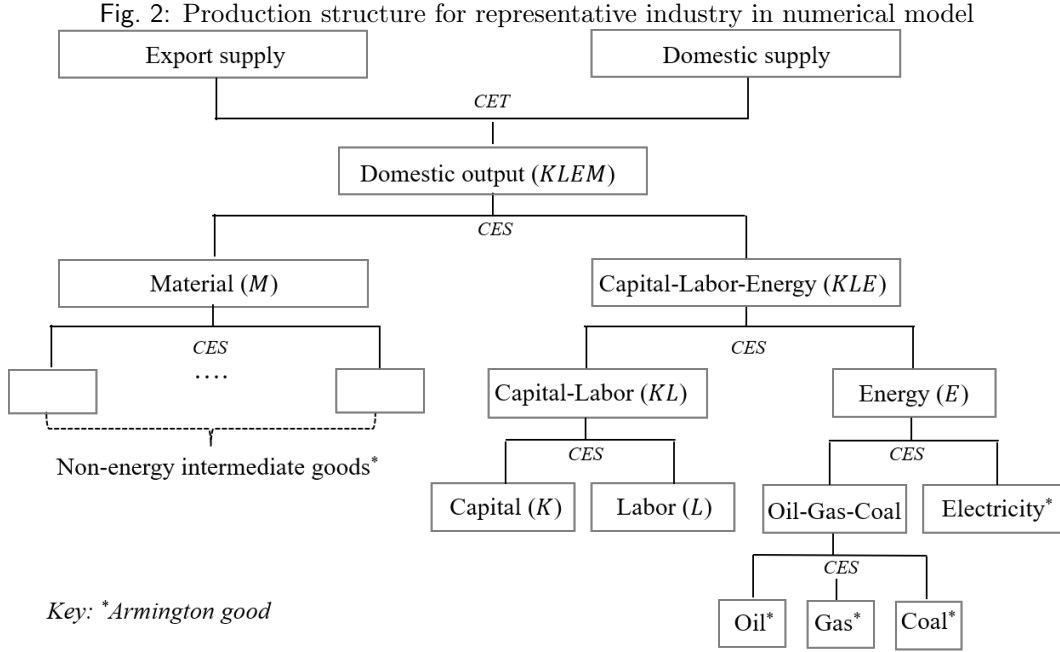 Fig. 2: Production structure for representative industry in numerical model
Export supply
Domestic supply
CET
Domestic output (KLEM)
CES
Material (M)
Capital-Labor-Energy (KLE)
CES
CES
....
Capital-Labor (KL)
Energy (E)
Non-energy intermediate goods*
CES
CES
Capital (K)
Labor (L)
Oil-Gas-Coal
Electricity*
CES
Key: *Armington good
Oil*
Gas*
Coal*